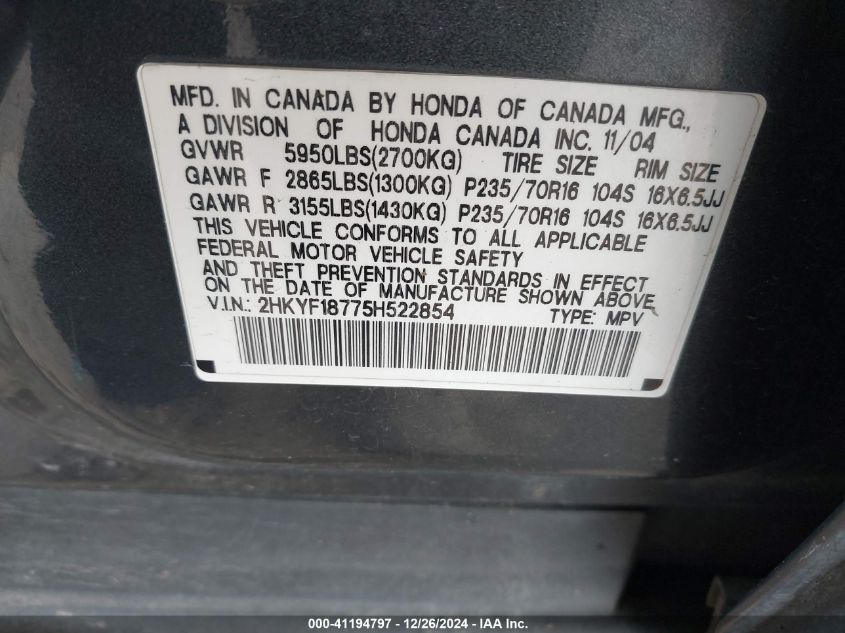 MFD. IN CANADA BY HONDA OF CANADA MFG.,
A DIVISION OF HONDA CANADA INC. 11/04
GVWR 5950LBS(2700KG) TIRE SIZE RIM SIZE
GAWR F 2865LBS(1300KG) P235/70R16 104S 16X6.5JJ
GAWR R 3155LBS(1430KG) P235/70R16 104S 16X6.5JJ
THIS VEHICLE CONFORMS TO ALL APPLICABLE
FEDERAL MOTOR VEHICLE SAFETY
AND THEFT PREVENTION STANDARDS IN EFFECT
ON THE DATE OF MANUFACTURE SHOWN ABOVE
V.I.N.: 2HKYF18775H522854 TYPE: MPV
000-41194797 - 12/26/2024 - IAA Inc.